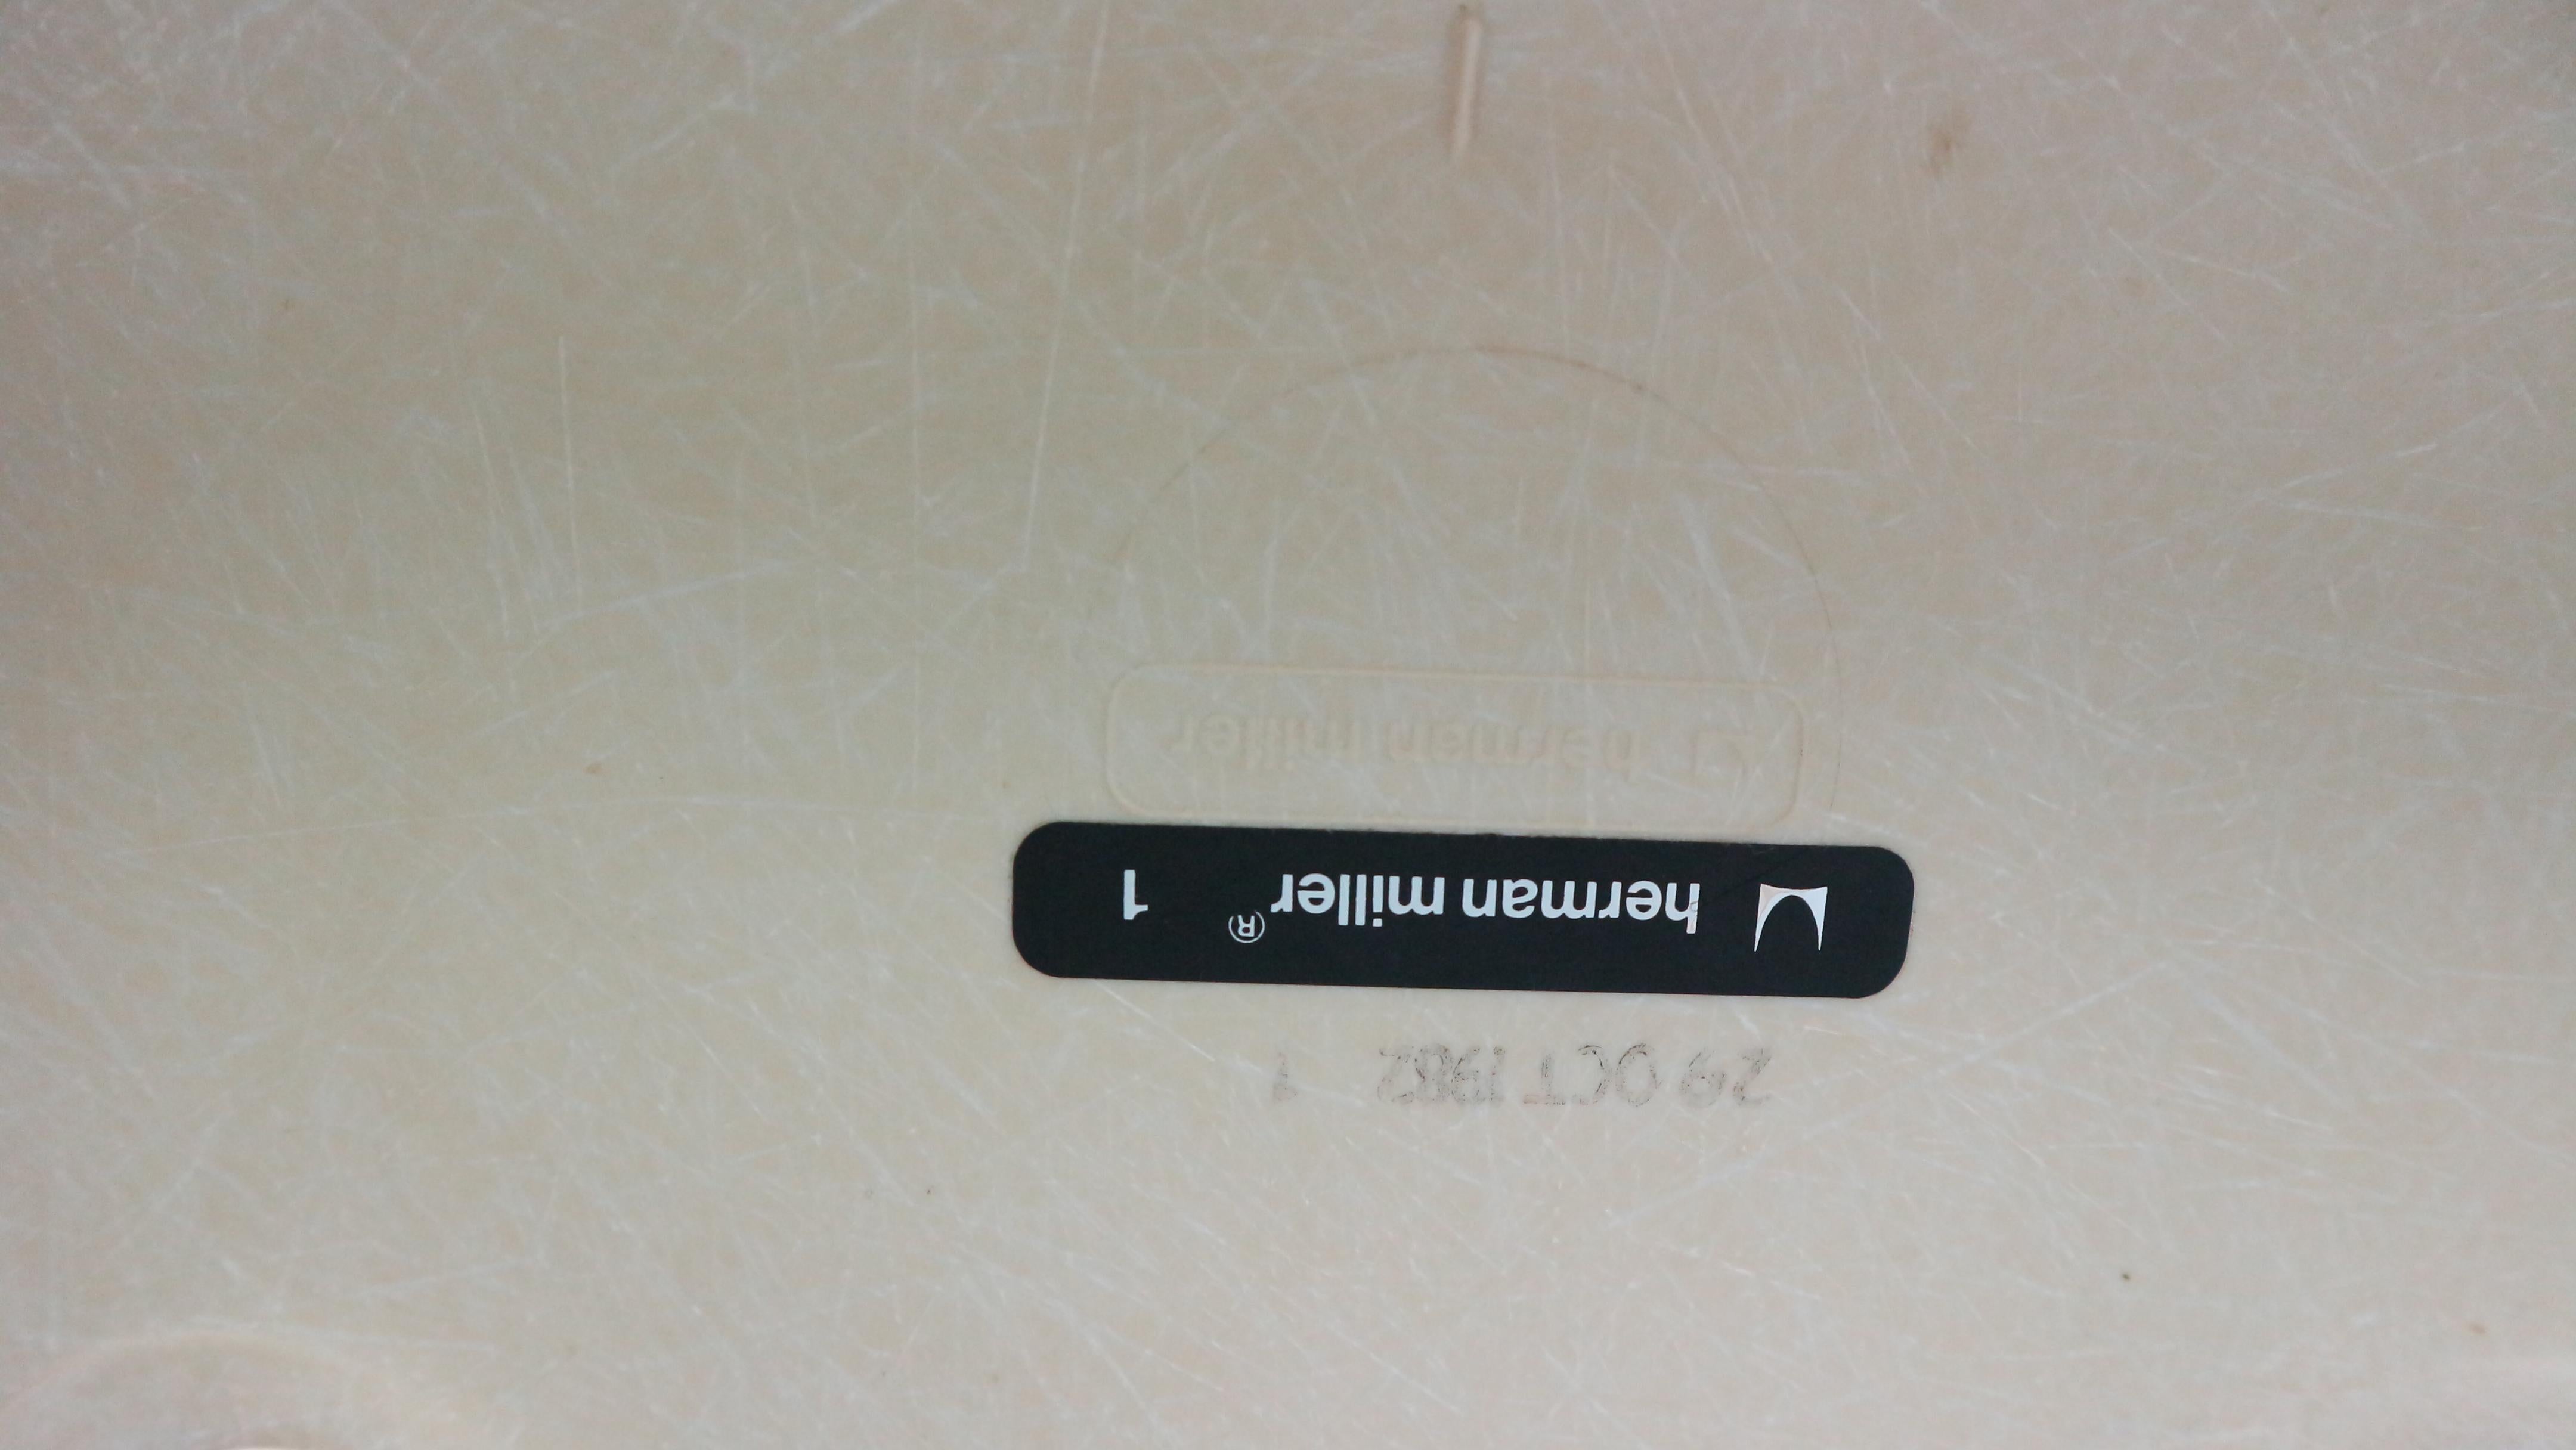 29 OCT 1982 1
herman miller® 1
herman miller